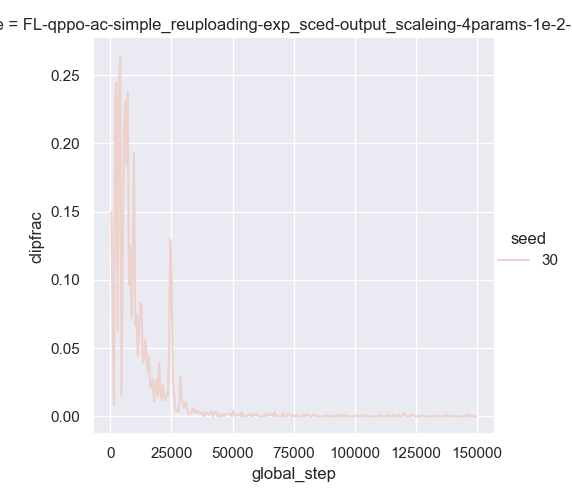 e = FL-qppo-ac-simple_reuploading-exp_sced-output_scaleing-4params-1e-2-
0.25
0.20
0.15
0.10
0.05
0.00
clipfrac
0 25000 50000 75000 100000 125000 150000
global_step
seed
30